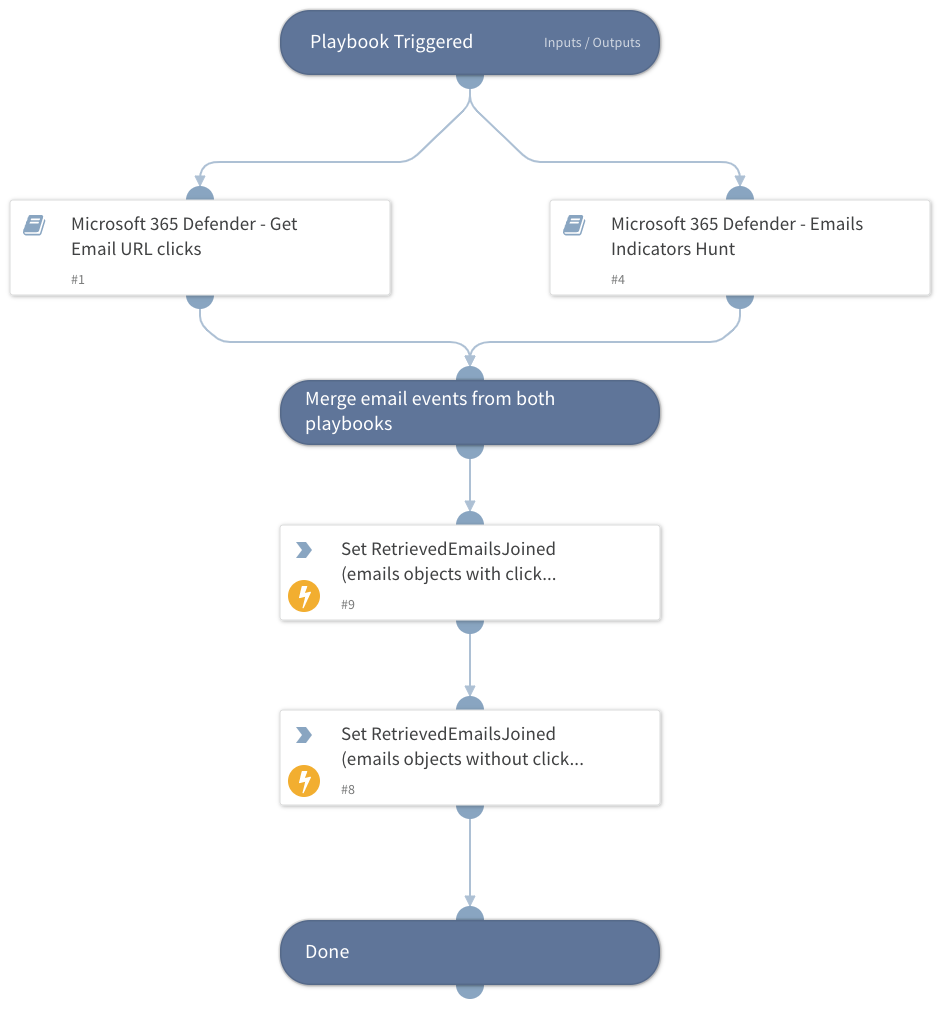 Playbook Triggered
Inputs / Outputs
Microsoft 365 Defender - Get
Email URL clicks
#1
Microsoft 365 Defender - Emails
Indicators Hunt
#4
Merge email events from both
playbooks
Set RetrievedEmailsJoined
(emails objects with click...
#9
Set RetrievedEmailsJoined
(emails objects without click...
#8
Done